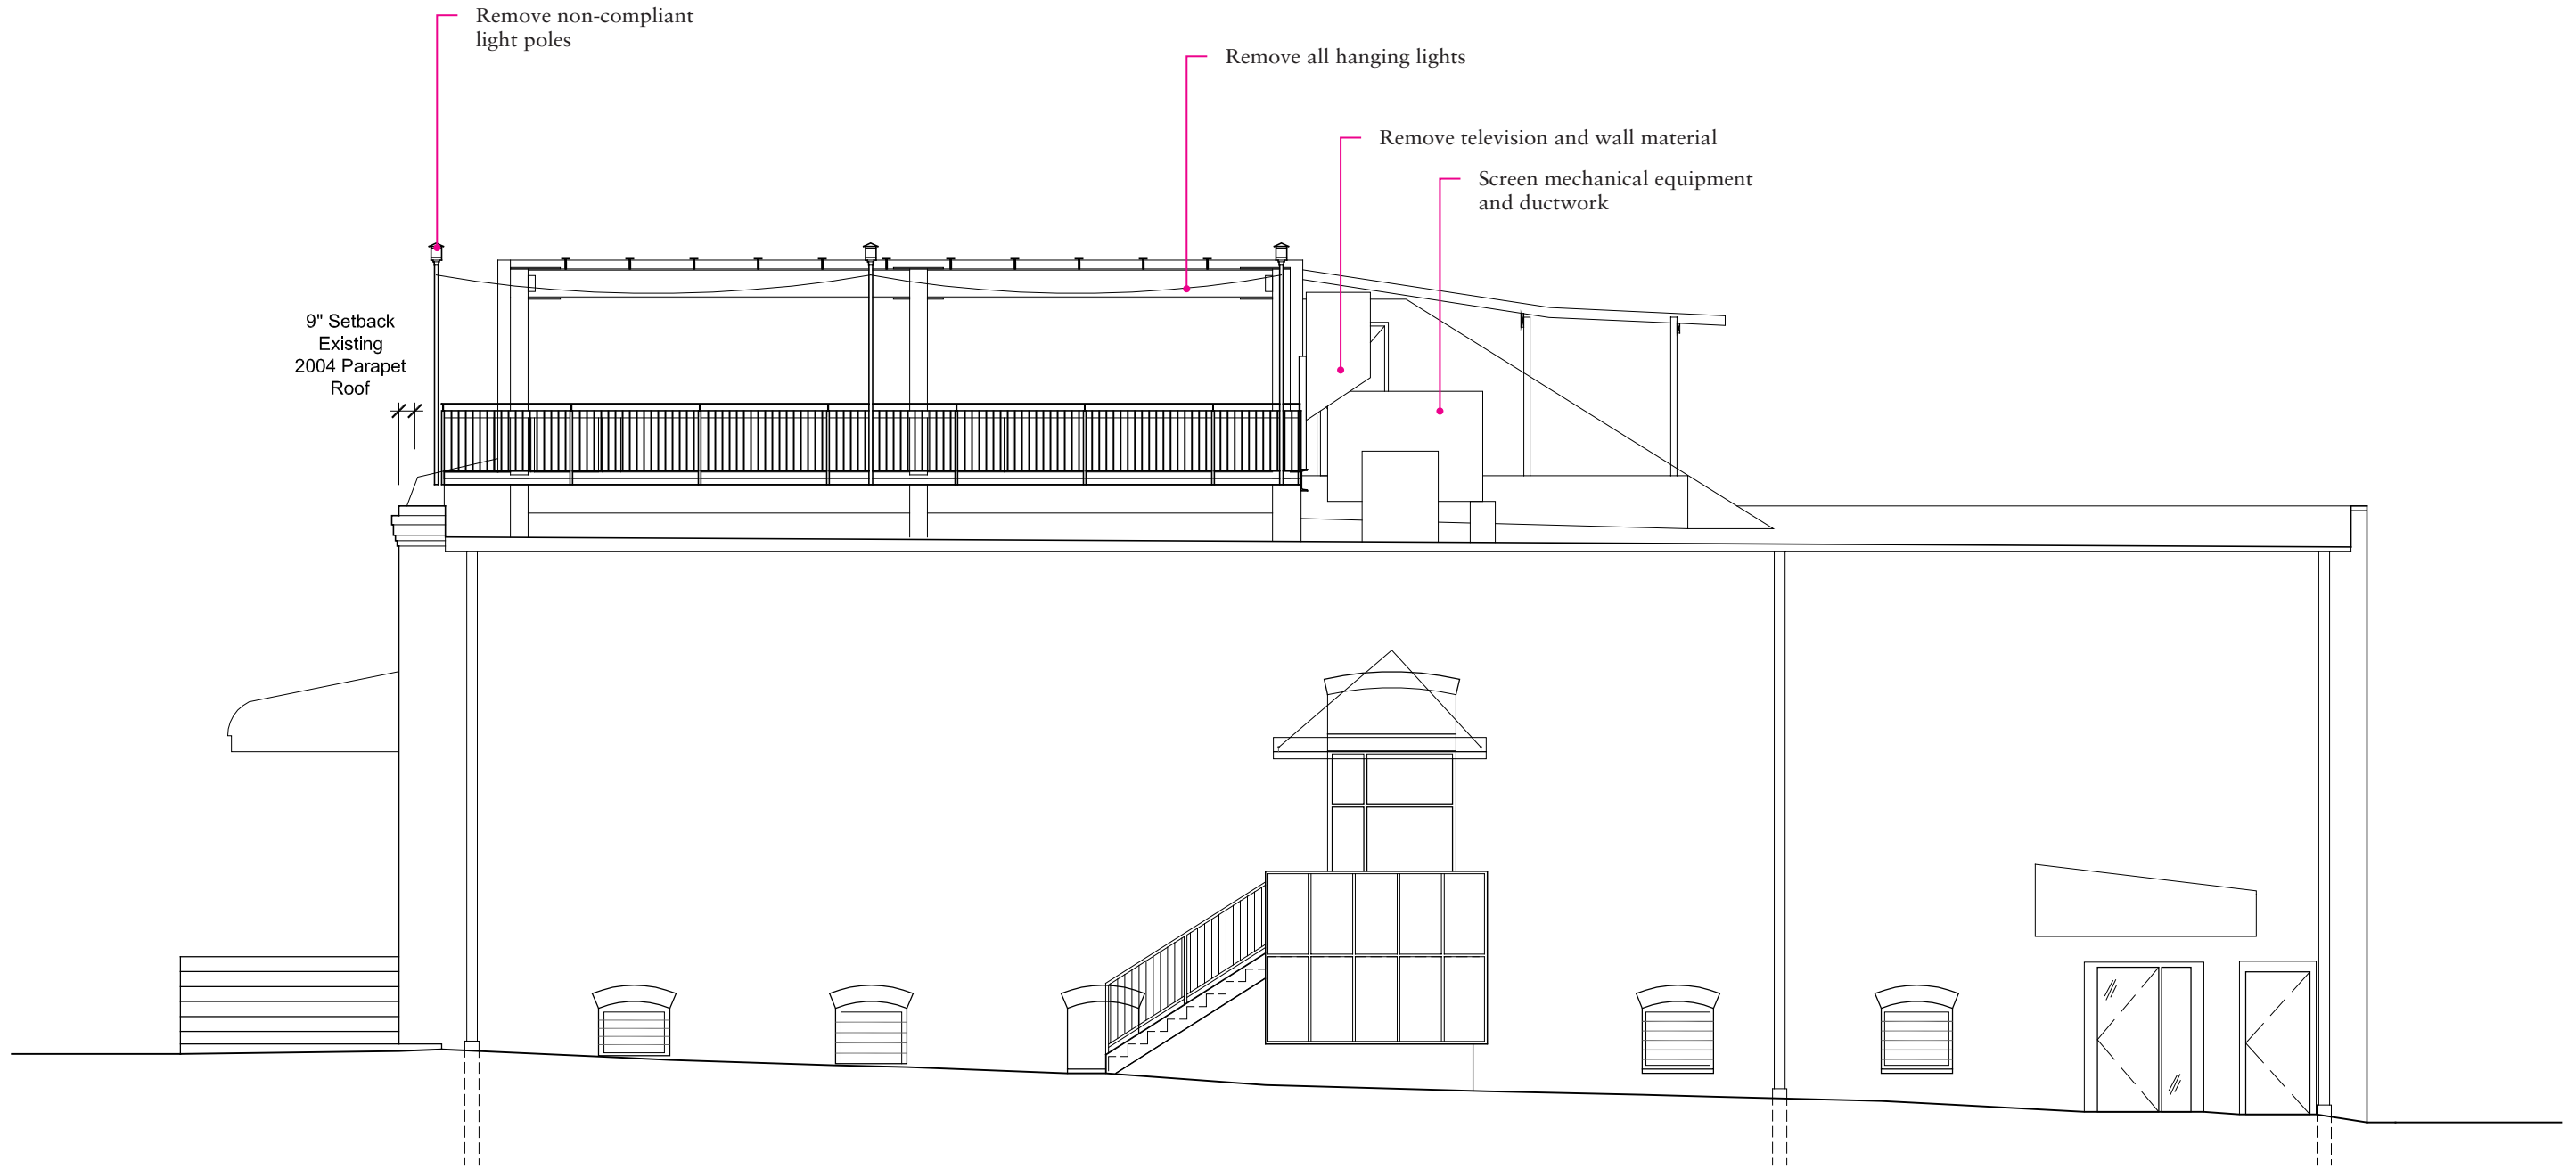 Remove non-compliant
light poles
Remove all hanging lights
Remove television and wall material
Screen mechanical equipment
and ductwork
9" Setback
Existing
2004 Parapet
Roof